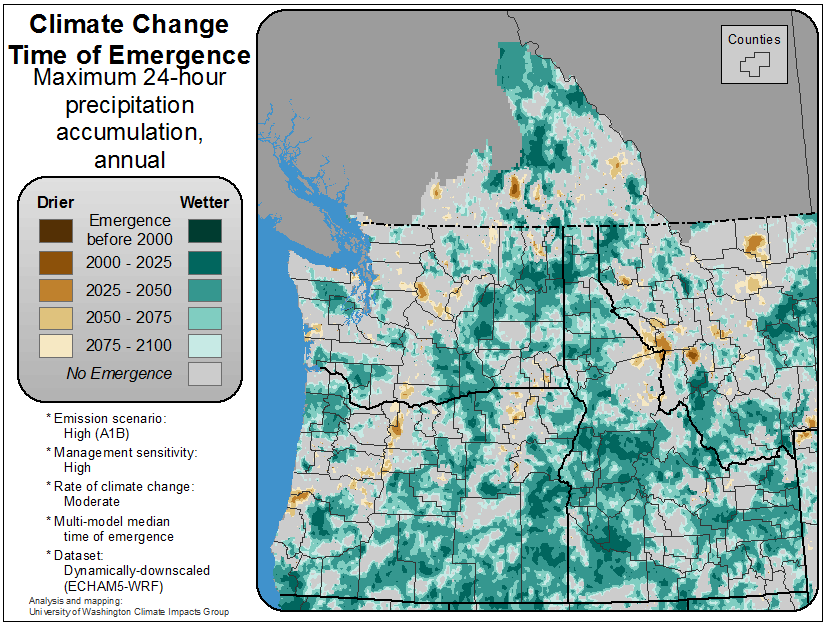 Climate Change
Time of Emergence
Maximum 24-hour
precipitation
accumulation,
annual
Drier
Wetter
Emergence
before 2000
2000 - 2025
2025 - 2050
2050 - 2075
2075 - 2100
No Emergence
* Emission scenario:
High (A1B)
* Management sensitivity:
High
* Rate of climate change:
Moderate
* Multi-model median
time of emergence
* Dataset:
Dynamically-downscaled
(ECHAM5-WRF)
Analysis and mapping:
University of Washington Climate Impacts Group
Counties